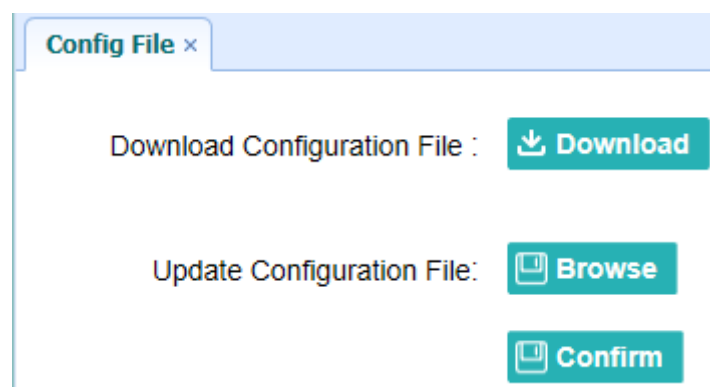 Config File ×
Download Configuration File : Download
Update Configuration File: Browse
Confirm